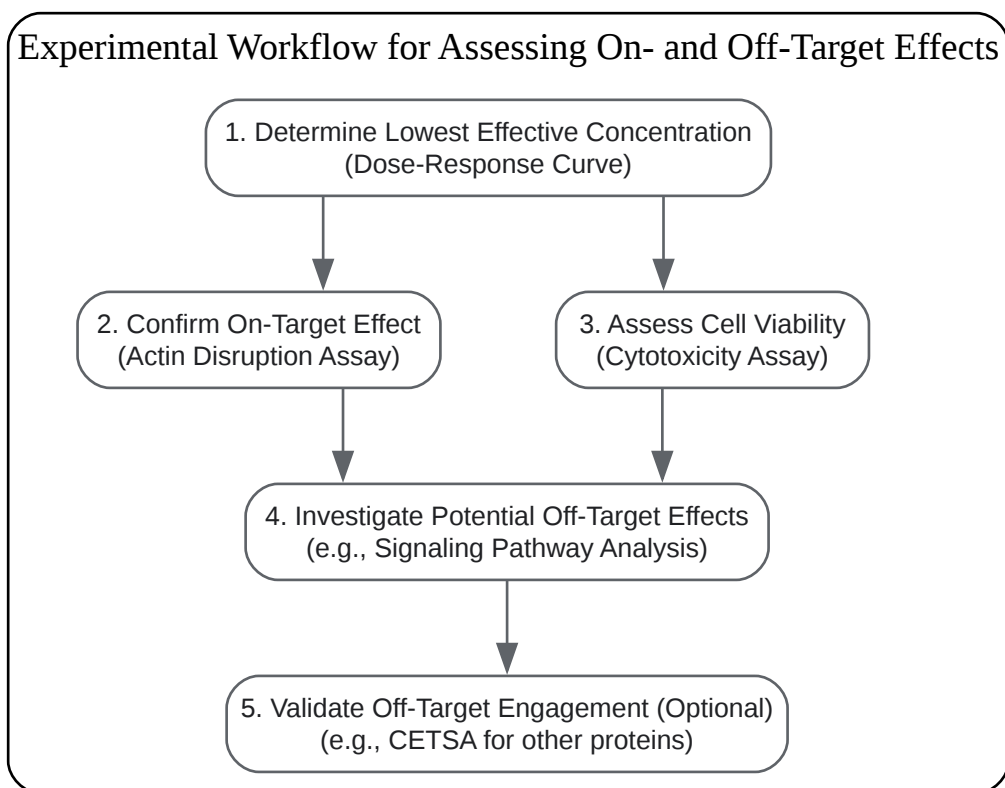 Experimental Workflow for Assessing On- and Off-Target Effects
1. Determine Lowest Effective Concentration
(Dose-Response Curve)
2. Confirm On-Target Effect
(Actin Disruption Assay)
3. Assess Cell Viability
(Cytotoxicity Assay)
4. Investigate Potential Off-Target Effects
(e.g., Signaling Pathway Analysis)
5. Validate Off-Target Engagement (Optional)
(e.g., CETSA for other proteins)